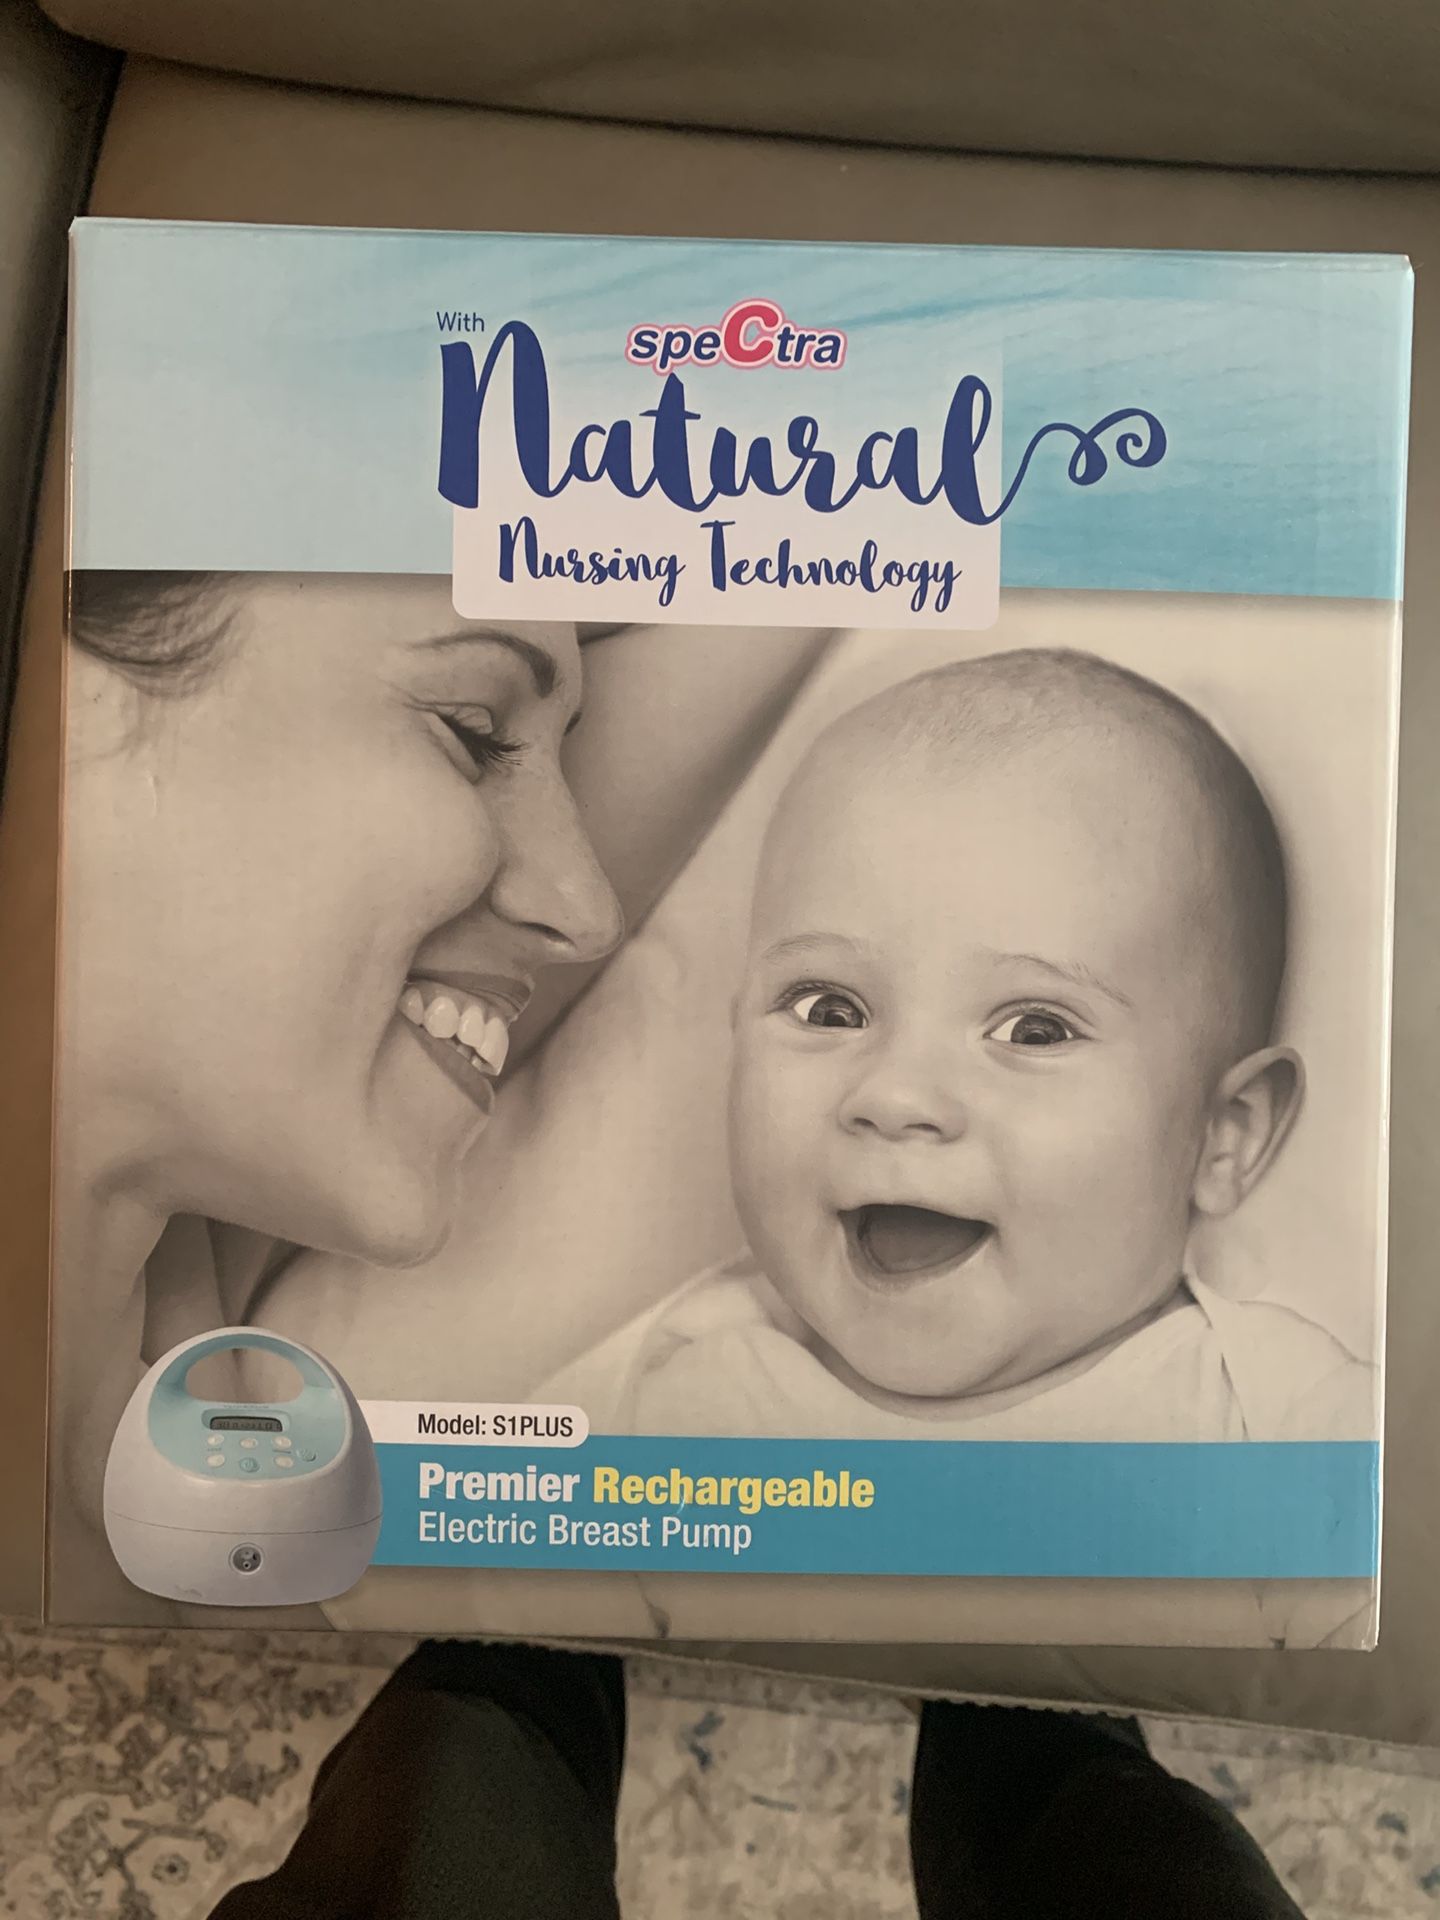 With
speCtra
Natural
Nursing Technology
Model: S1PLUS
Premier Rechargeable
Electric Breast Pump